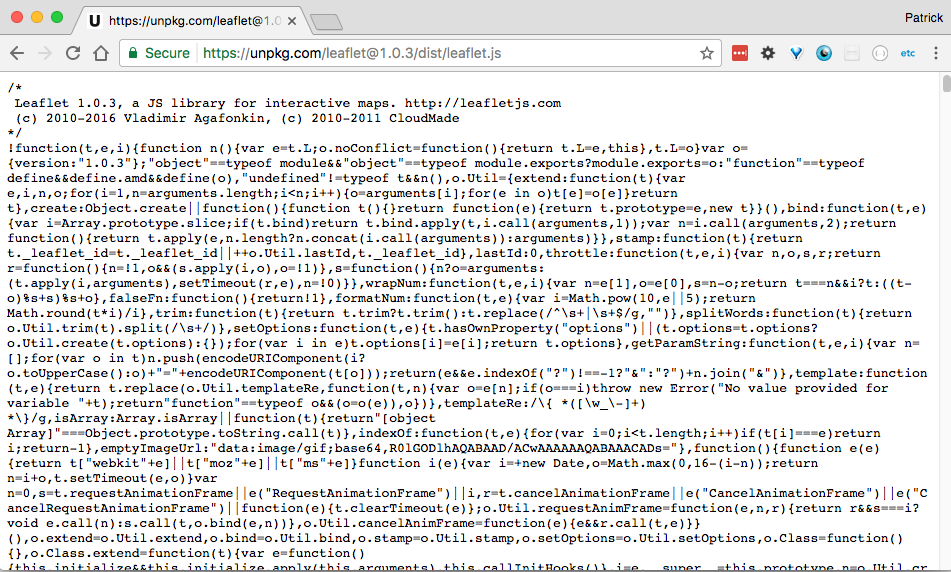 https://unpkg.com/leaflet@1.0
Patrick
Secure https://unpkg.com/leaflet@1.0.3/dist/leaflet.js etc
/*
 Leaflet 1.0.3, a JS library for interactive maps. http://leafletjs.com
 (c) 2010-2016 Vladimir Agafonkin, (c) 2010-2011 CloudMade
*/
!function(t,e,i){function n(){var e=t.L;o.noConflict=function(){return t.L=e,this},t.L=o}var o=
{version:"1.0.3"};"object"==typeof module&&"object"==typeof module.exports?module.exports=o:"function"==typeof
define&&define.amd&&define(o),"undefined"!=typeof t&&n(),o.Util={extend:function(t){var
e,i,n,o;for(i=1,n=arguments.length;i<n;i++){o=arguments[i];for(e in o)t[e]=o[e]}return
t},create:Object.create||function(){function t(){}return function(e){return t.prototype=e,new t}}(),bind:function(t,e)
{var i=Array.prototype.slice;if(t.bind)return t.bind.apply(t,i.call(arguments,1));var n=i.call(arguments,2);return
function(){return t.apply(e,n.length?n.concat(i.call(arguments)):arguments)}},stamp:function(t){return
t._leaflet_id=t._leaflet_id||++o.Util.lastId,t._leaflet_id},lastId:0,throttle:function(t,e,i){var n,o,s,r;return
r=function(){n=!1,o&&(s.apply(i,o),o=!1)},s=function(){n?o=arguments:
(t.apply(i,arguments),setTimeout(r,e),n=!0)}},wrapNum:function(t,e,i){var n=e[1],o=e[0],s=n-o;return t===n&&i?t:((t-
o)%s+s)%s+o},falseFn:function(){return!1},formatNum:function(t,e){var i=Math.pow(10,e||5);return
Math.round(t*i)/i},trim:function(t){return t.trim?t.trim():t.replace(/^\s+|\s+$/g,"")},splitWords:function(t){return
o.Util.trim(t).split(/\s+/)},setOptions:function(t,e){t.hasOwnProperty("options")||(t.options=t.options?
o.Util.create(t.options):{});for(var i in e)t.options[i]=e[i];return t.options},getParamString:function(t,e,i){var n=
[];for(var o in t)n.push(encodeURIComponent(i?
o.toUpperCase():o)+"="+encodeURIComponent(t[o]));return(e&&e.indexOf("?")!==-1?"&":"?")+n.join("&")},template:function
(t,e){return t.replace(o.Util.templateRe,function(t,n){var o=e[n];if(o===i)throw new Error("No value provided for
variable "+t);return"function"==typeof o&&(o=o(e)),o})},templateRe:/\{ *([\w_\-]+)
*\}/g,isArray:Array.isArray||function(t){return"[object
Array]"===Object.prototype.toString.call(t)},indexOf:function(t,e){for(var i=0;i<t.length;i++)if(t[i]===e)return
i;return-1},emptyImageUrl:"data:image/gif;base64,R0lGODlhAQABAAD/ACwAAAAAAQABAAACADs="},function(){function e(e)
{return t["webkit"+e]||t["moz"+e]||t["ms"+e]}function i(e){var i=+new Date,o=Math.max(0,16-(i-n));return
n=i+o,t.setTimeout(e,o)}var
n=0,s=t.requestAnimationFrame||e("RequestAnimationFrame")||i,r=t.cancelAnimationFrame||e("CancelAnimationFrame")||e("C
ancelRequestAnimationFrame")||function(e){t.clearTimeout(e)};o.Util.requestAnimFrame=function(e,n,r){return r&&s===i?
void e.call(n):s.call(t,o.bind(e,n))},o.Util.cancelAnimFrame=function(e){e&&r.call(t,e)}}
(),o.extend=o.Util.extend,o.bind=o.Util.bind,o.stamp=o.Util.stamp,o.setOptions=o.Util.setOptions,o.Class=function()
{},o.Class.extend=function(t){var e=function()
{this.initialize&&this.initialize.apply(this,arguments),this.callInitHooks()},i=e.__super__=this.prototype,n=o.Util.cr